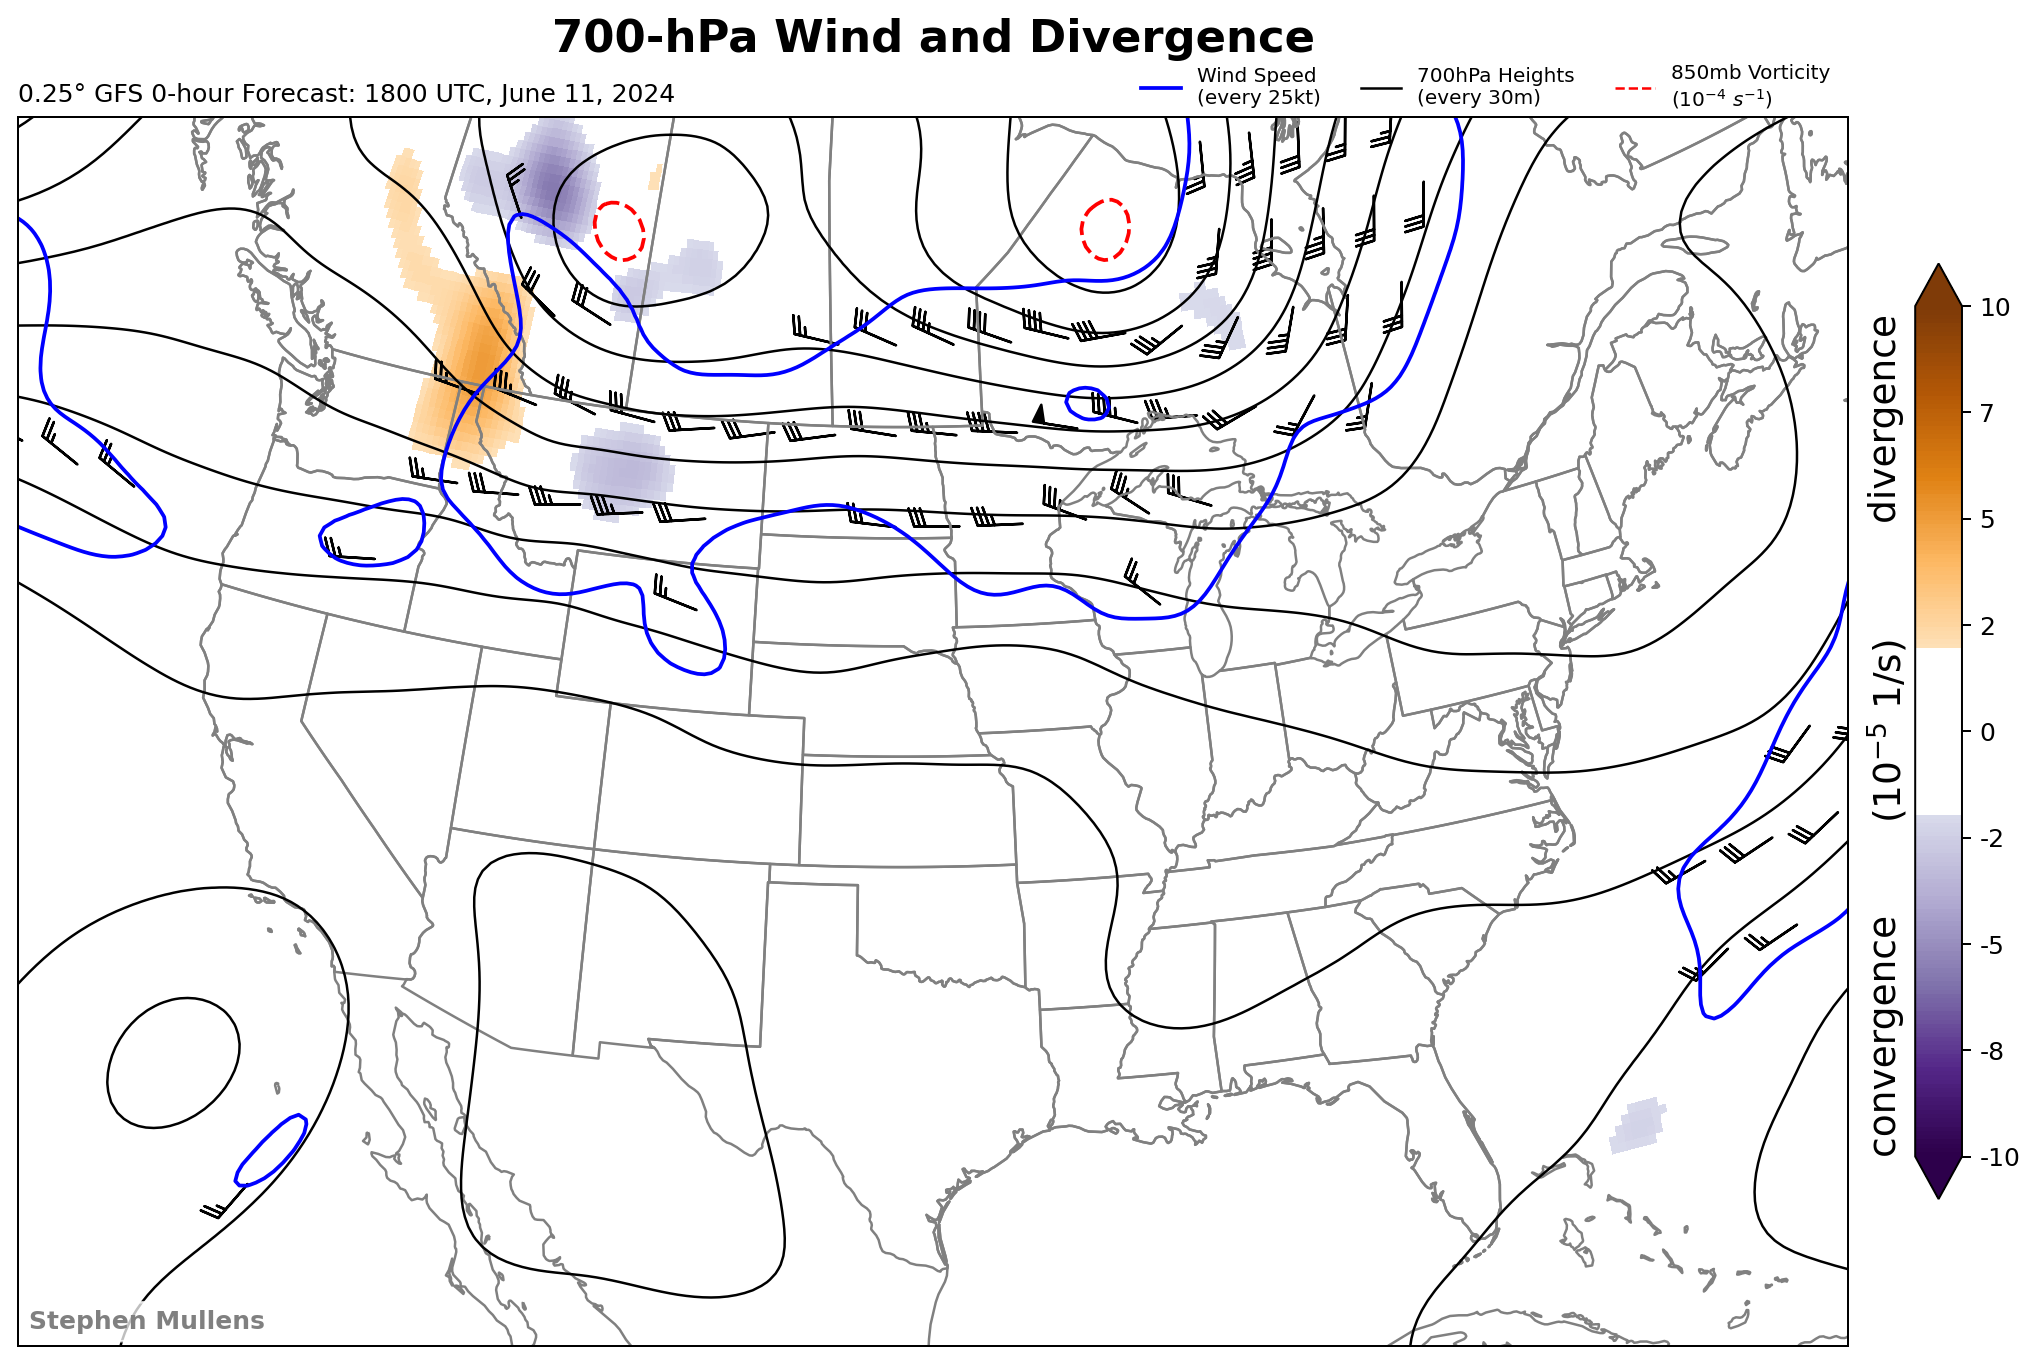 700-hPa Wind and Divergence
0.25° GFS 0-hour Forecast: 1800 UTC, June 11, 2024
Wind Speed
(every 25kt)
700hPa Heights
(every 30m)
850mb Vorticity
(10⁻⁴ s⁻¹)
10
7
5
2
0
-2
-5
-8
-10
convergence (10⁻⁵ 1/s) divergence
Stephen Mullens